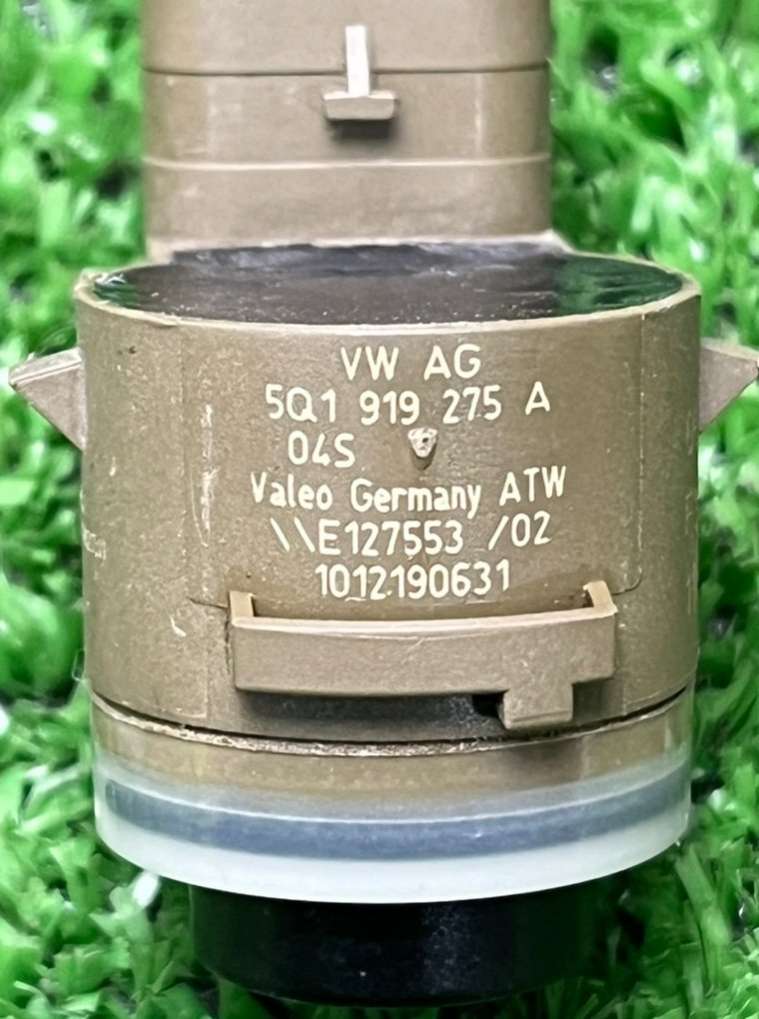 VW AG
5Q1 919 275 A
04S
Valeo Germany ATW
\\E127553 /02
1012190631